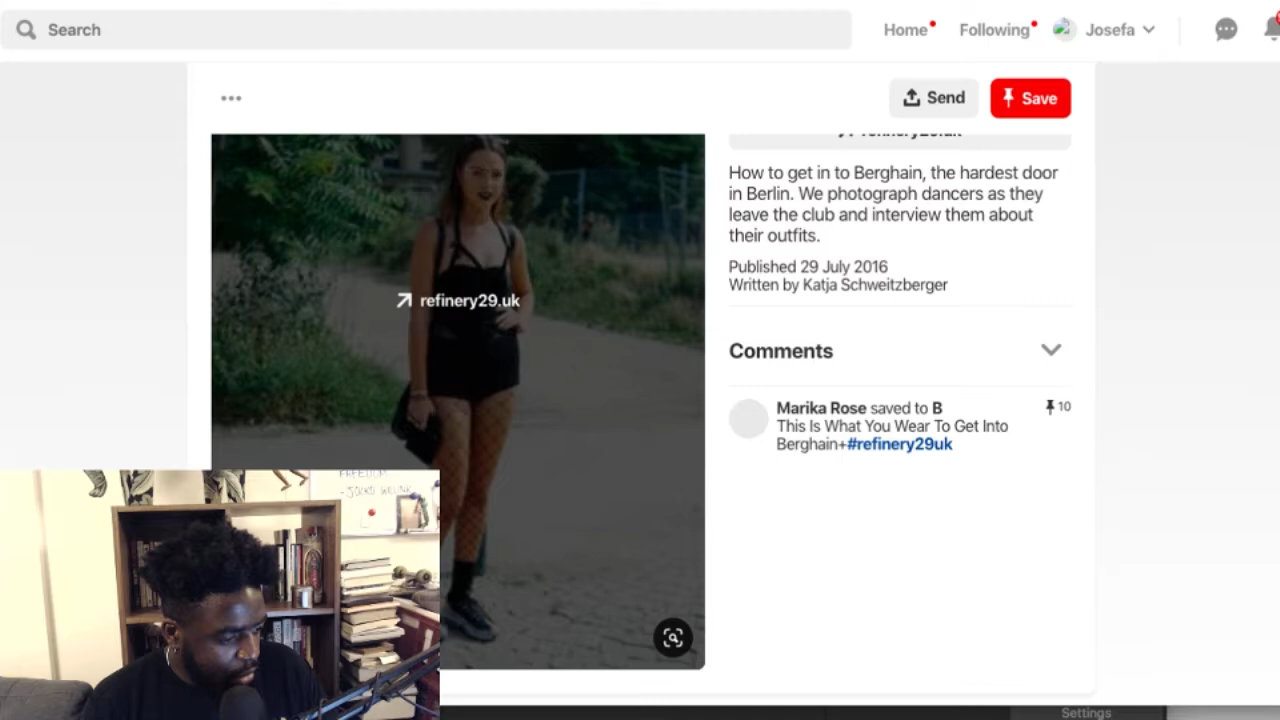 Search
Home
Following
Josefa
Send
Save
refinery29.uk
How to get in to Berghain, the hardest door
in Berlin. We photograph dancers as they
leave the club and interview them about
their outfits.
Published 29 July 2016
Written by Katja Schweitzberger
refinery29.uk
Comments
Marika Rose saved to B
10
This Is What You Wear To Get Into
Berghain+#refinery29uk
FREEDOM
Settings